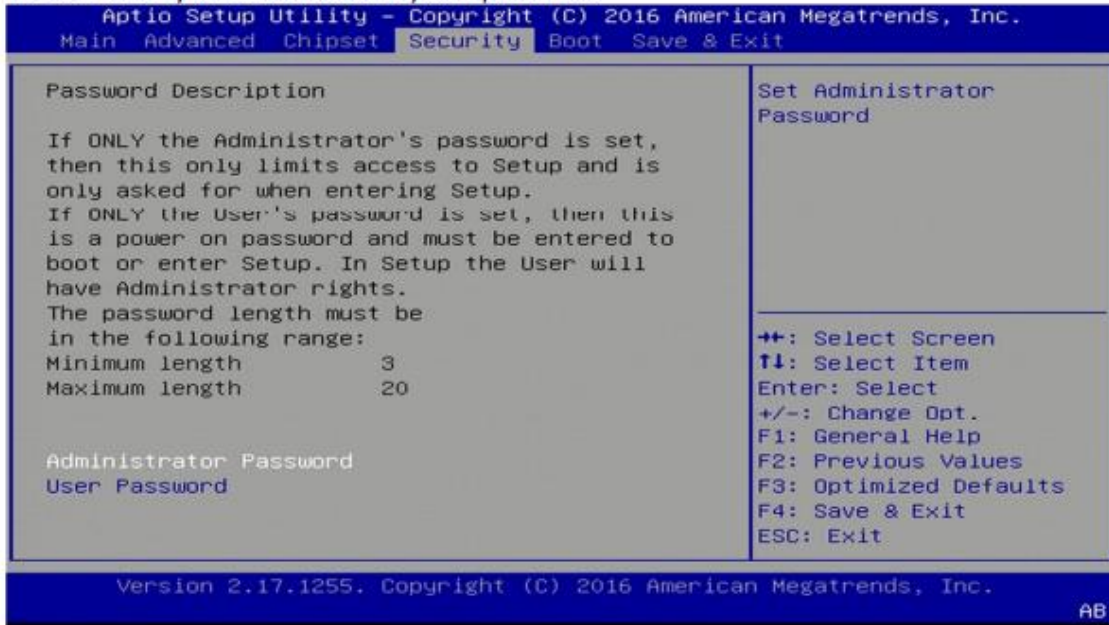 Aptio Setup Utility – Copyright (C) 2016 American Megatrends, Inc.
Main Advanced Chipset Security Boot Save & Exit
Password Description
If ONLY the Administrator's password is set,
then this only limits access to Setup and is
only asked for when entering Setup.
If ONLY the User's password is set, then this
is a power on password and must be entered to
boot or enter Setup. In Setup the User will
have Administrator rights.
The password length must be
in the following range:
Minimum length 3
Maximum length 20
Administrator Password
User Password
Set Administrator
Password
→←: Select Screen
↑↓: Select Item
Enter: Select
+/-: Change Opt.
F1: General Help
F2: Previous Values
F3: Optimized Defaults
F4: Save & Exit
ESC: Exit
Version 2.17.1255. Copyright (C) 2016 American Megatrends, Inc.
AB